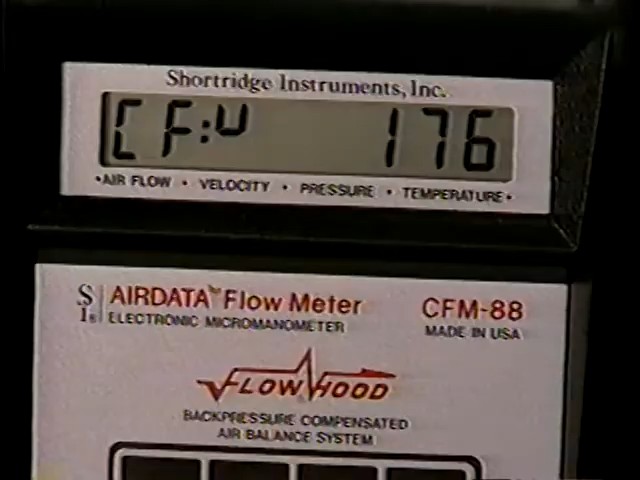 Shortridge Instruments, Inc.
CF:U 176
•AIR FLOW • VELOCITY • PRESSURE • TEMPERATURE•
SI AIRDATA™ Flow Meter CFM-88
ELECTRONIC MICROMANOMETER MADE IN USA
FLOWHOOD
BACKPRESSURE COMPENSATED
AIR BALANCE SYSTEM